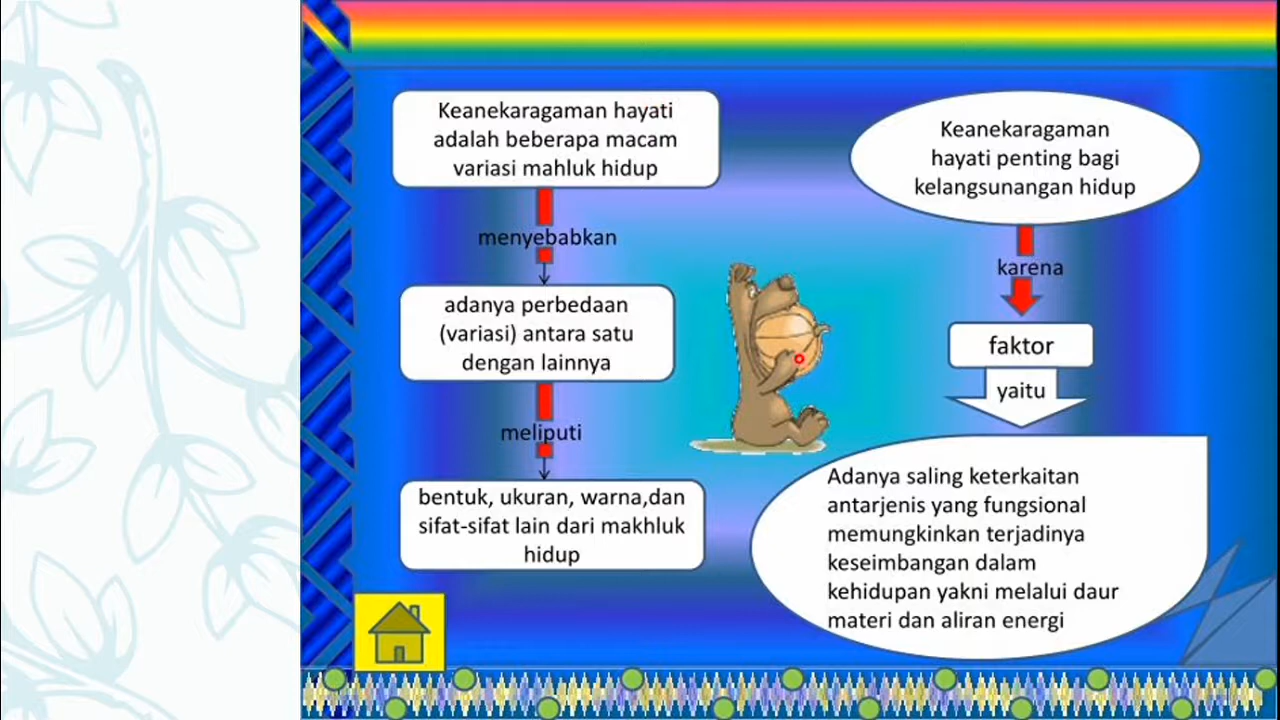 Keanekaragaman hayati
adalah beberapa macam
variasi mahluk hidup
menyebabkan
adanya perbedaan
(variasi) antara satu
dengan lainnya
meliputi
bentuk, ukuran, warna,dan
sifat-sifat lain dari makhluk
hidup
Keanekaragaman
hayati penting bagi
kelangsunangan hidup
karena
faktor
yaitu
Adanya saling keterkaitan
antarjenis yang fungsional
memungkinkan terjadinya
keseimbangan dalam
kehidupan yakni melalui daur
materi dan aliran energi